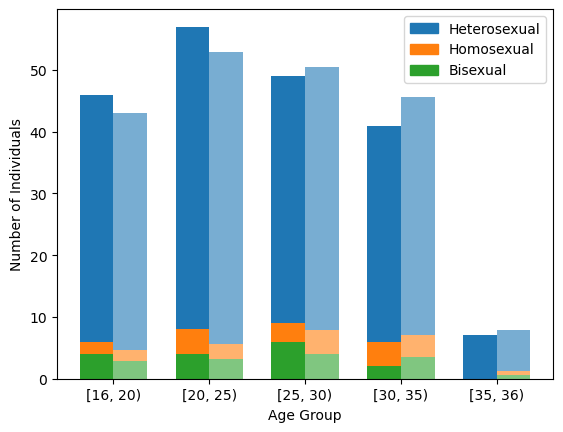 Heterosexual
Homosexual
Bisexual
Number of Individuals
50
40
30
20
10
0
[16, 20)
[20, 25)
[25, 30)
[30, 35)
[35, 36)
Age Group